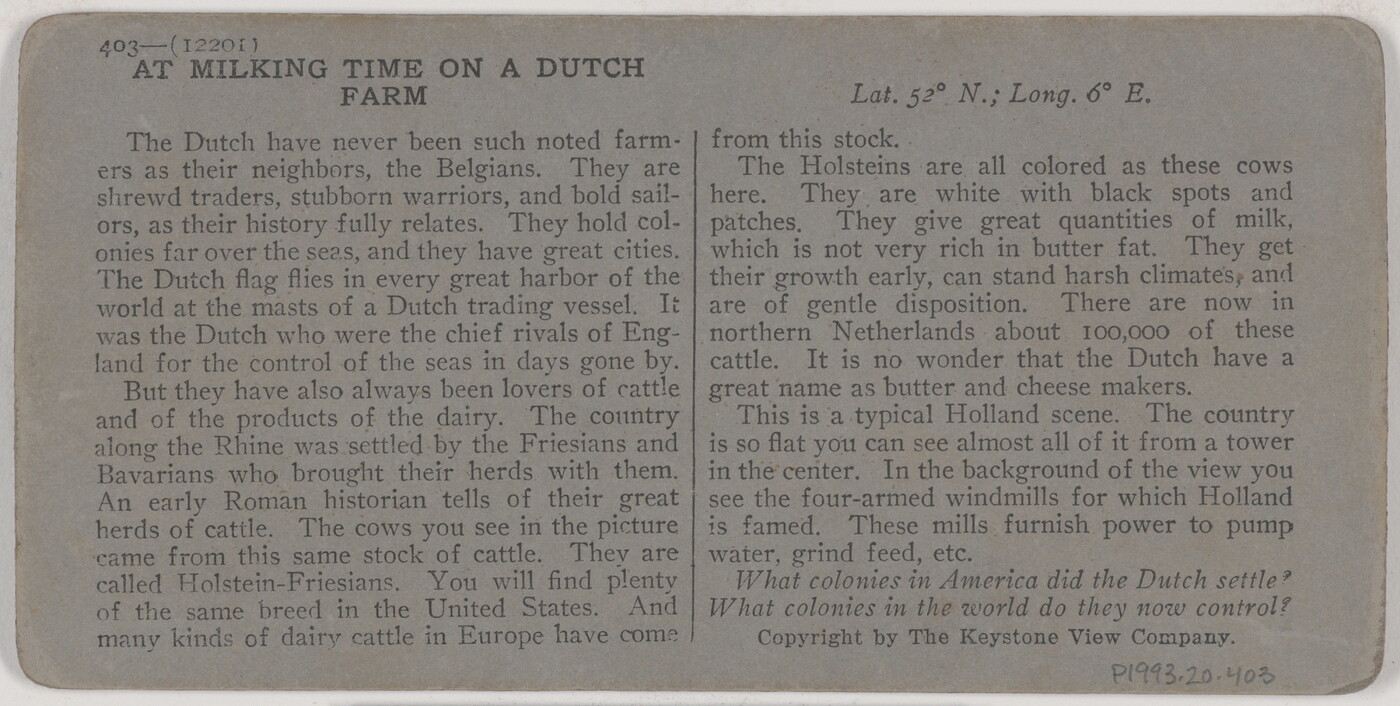 403—(12201)
AT MILKING TIME ON A DUTCH
FARM
The Dutch have never been such noted farm-
ers as their neighbors, the Belgians. They are
shrewd traders, stubborn warriors, and bold sail-
ors, as their history fully relates. They hold col-
onies far over the seas, and they have great cities.
The Dutch flag flies in every great harbor of the
world at the masts of a Dutch trading vessel. It
was the Dutch who were the chief rivals of Eng-
land for the control of the seas in days gone by.
But they have also always been lovers of cattle
and of the products of the dairy. The country
along the Rhine was settled by the Friesians and
Bavarians who brought their herds with them.
An early Roman historian tells of their great
herds of cattle. The cows you see in the picture
came from this same stock of cattle. They are
called Holstein-Friesians. You will find plenty
of the same breed in the United States. And
many kinds of dairy cattle in Europe have come
Lat. 52° N.; Long. 6° E.
from this stock.
The Holsteins are all colored as these cows
here. They are white with black spots and
patches. They give great quantities of milk,
which is not very rich in butter fat. They get
their growth early, can stand harsh climates, and
are of gentle disposition. There are now in
northern Netherlands about 100,000 of these
cattle. It is no wonder that the Dutch have a
great name as butter and cheese makers.
This is a typical Holland scene. The country
is so flat you can see almost all of it from a tower
in the center. In the background of the view you
see the four-armed windmills for which Holland
is famed. These mills furnish power to pump
water, grind feed, etc.
What colonies in America did the Dutch settle?
What colonies in the world do they now control?
Copyright by The Keystone View Company.
P1993.20.403